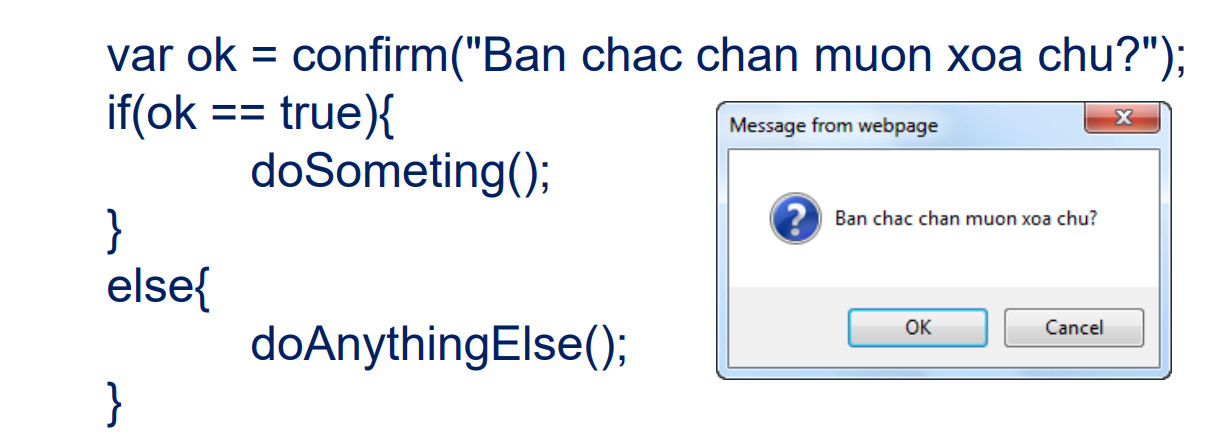 var ok = confirm("Ban chac chan muon xoa chu?");
if(ok == true){
doSometing();
}
else{
doAnythingElse();
}
Message from webpage
Ban chac chan muon xoa chu?
OK
Cancel